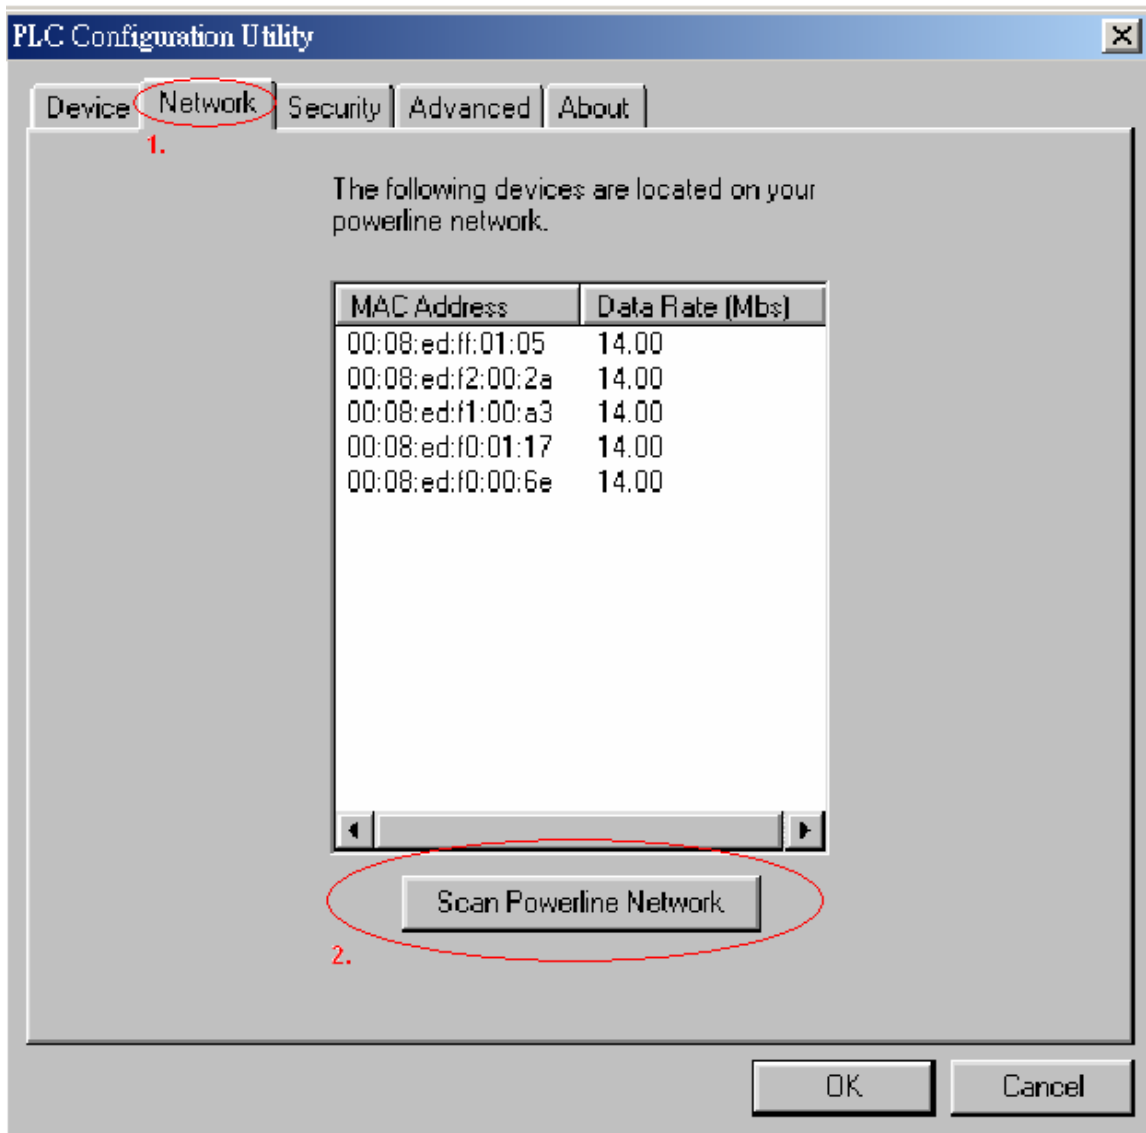 PLC Configuration Utility
Device Network Security Advanced About
1.
The following devices are located on your
powerline network.
MAC Address Data Rate (Mbs)
00:08:ed:ff:01:05 14.00
00:08:ed:f2:00:2a 14.00
00:08:ed:f1:00:a3 14.00
00:08:ed:f0:01:17 14.00
00:08:ed:f0:00:6e 14.00
Scan Powerline Network
2.
OK Cancel